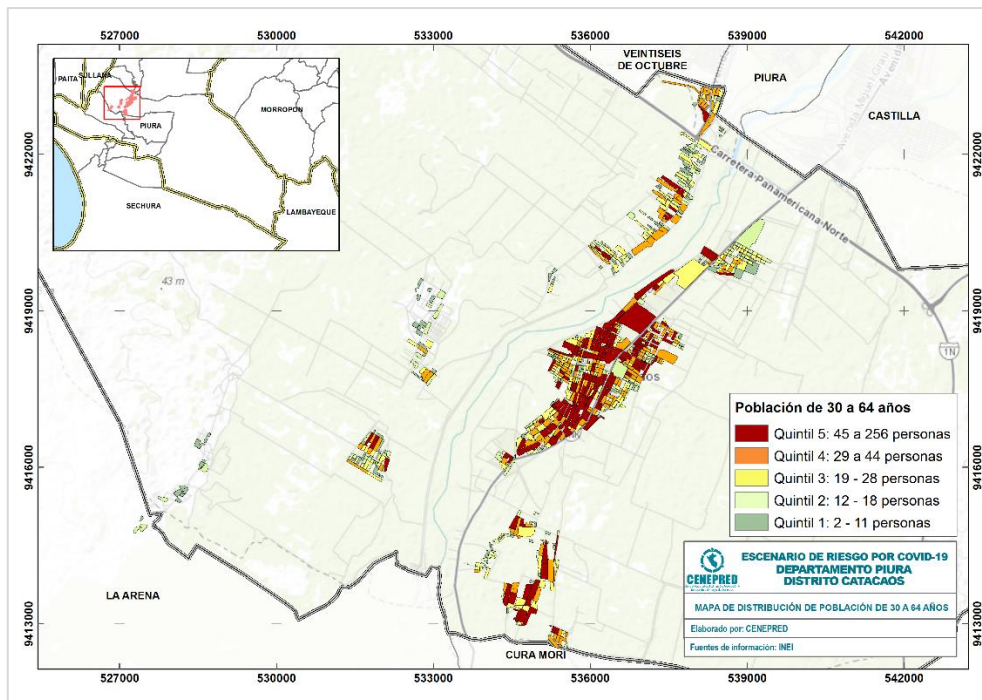 527000 530000 533000 536000 539000 542000
VEINTISEIS
DE OCTUBRE
PIURA
CASTILLA
PAITA
SULLANA
MORROPON
PIURA
SECHURA
LAMBAYEQUE
9422000
9422000
Carretera-Panamericana-Norte
Avenida Miguel Grau
43 m
9419000
9419000
1N
9416000
9416000
Población de 30 a 64 años
Quintil 5: 45 a 256 personas
Quintil 4: 29 a 44 personas
Quintil 3: 19 - 28 personas
Quintil 2: 12 - 18 personas
Quintil 1: 2 - 11 personas
LA ARENA
CURA MORI
9413000
9413000
CENEPRED
ESCENARIO DE RIESGO POR COVID-19
DEPARTAMENTO PIURA
DISTRITO CATACAOS
MAPA DE DISTRIBUCIÓN DE POBLACIÓN DE 30 A 64 AÑOS
Elaborado por: CENEPRED
Fuentes de información: INEI
527000 530000 533000 536000 539000 542000